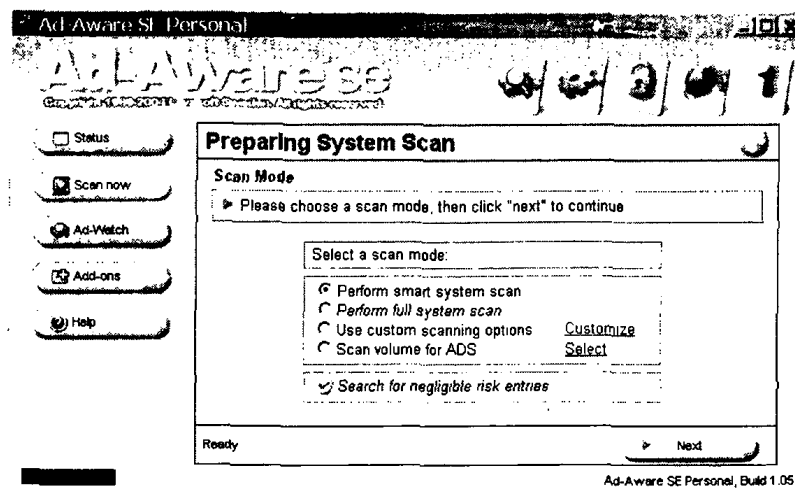 Ad-Aware SE Personal
Ad-Aware SE
Status
Scan now
Ad-Watch
Add-ons
Help
Preparing System Scan
Scan Mode
Please choose a scan mode, then click "next" to continue
Select a scan mode:
Perform smart system scan
Perform full system scan
Use custom scanning options Customize
Scan volume for ADS Select
Search for negligible risk entries
Ready
Next
Ad-Aware SE Personal, Build 1.05